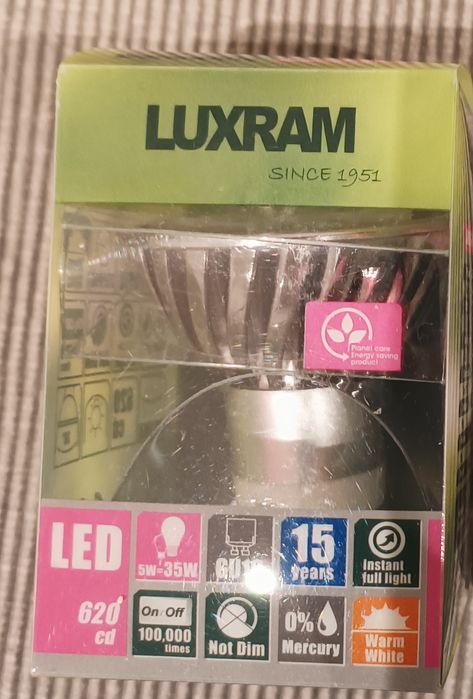 LUXRAM
SINCE 1951
Planet care
Energy saving
product
LED
5W=35W
15
years
Instant
full light
620
cd
On/Off
100,000
times
Not Dim
0%
Mercury
Warm
White